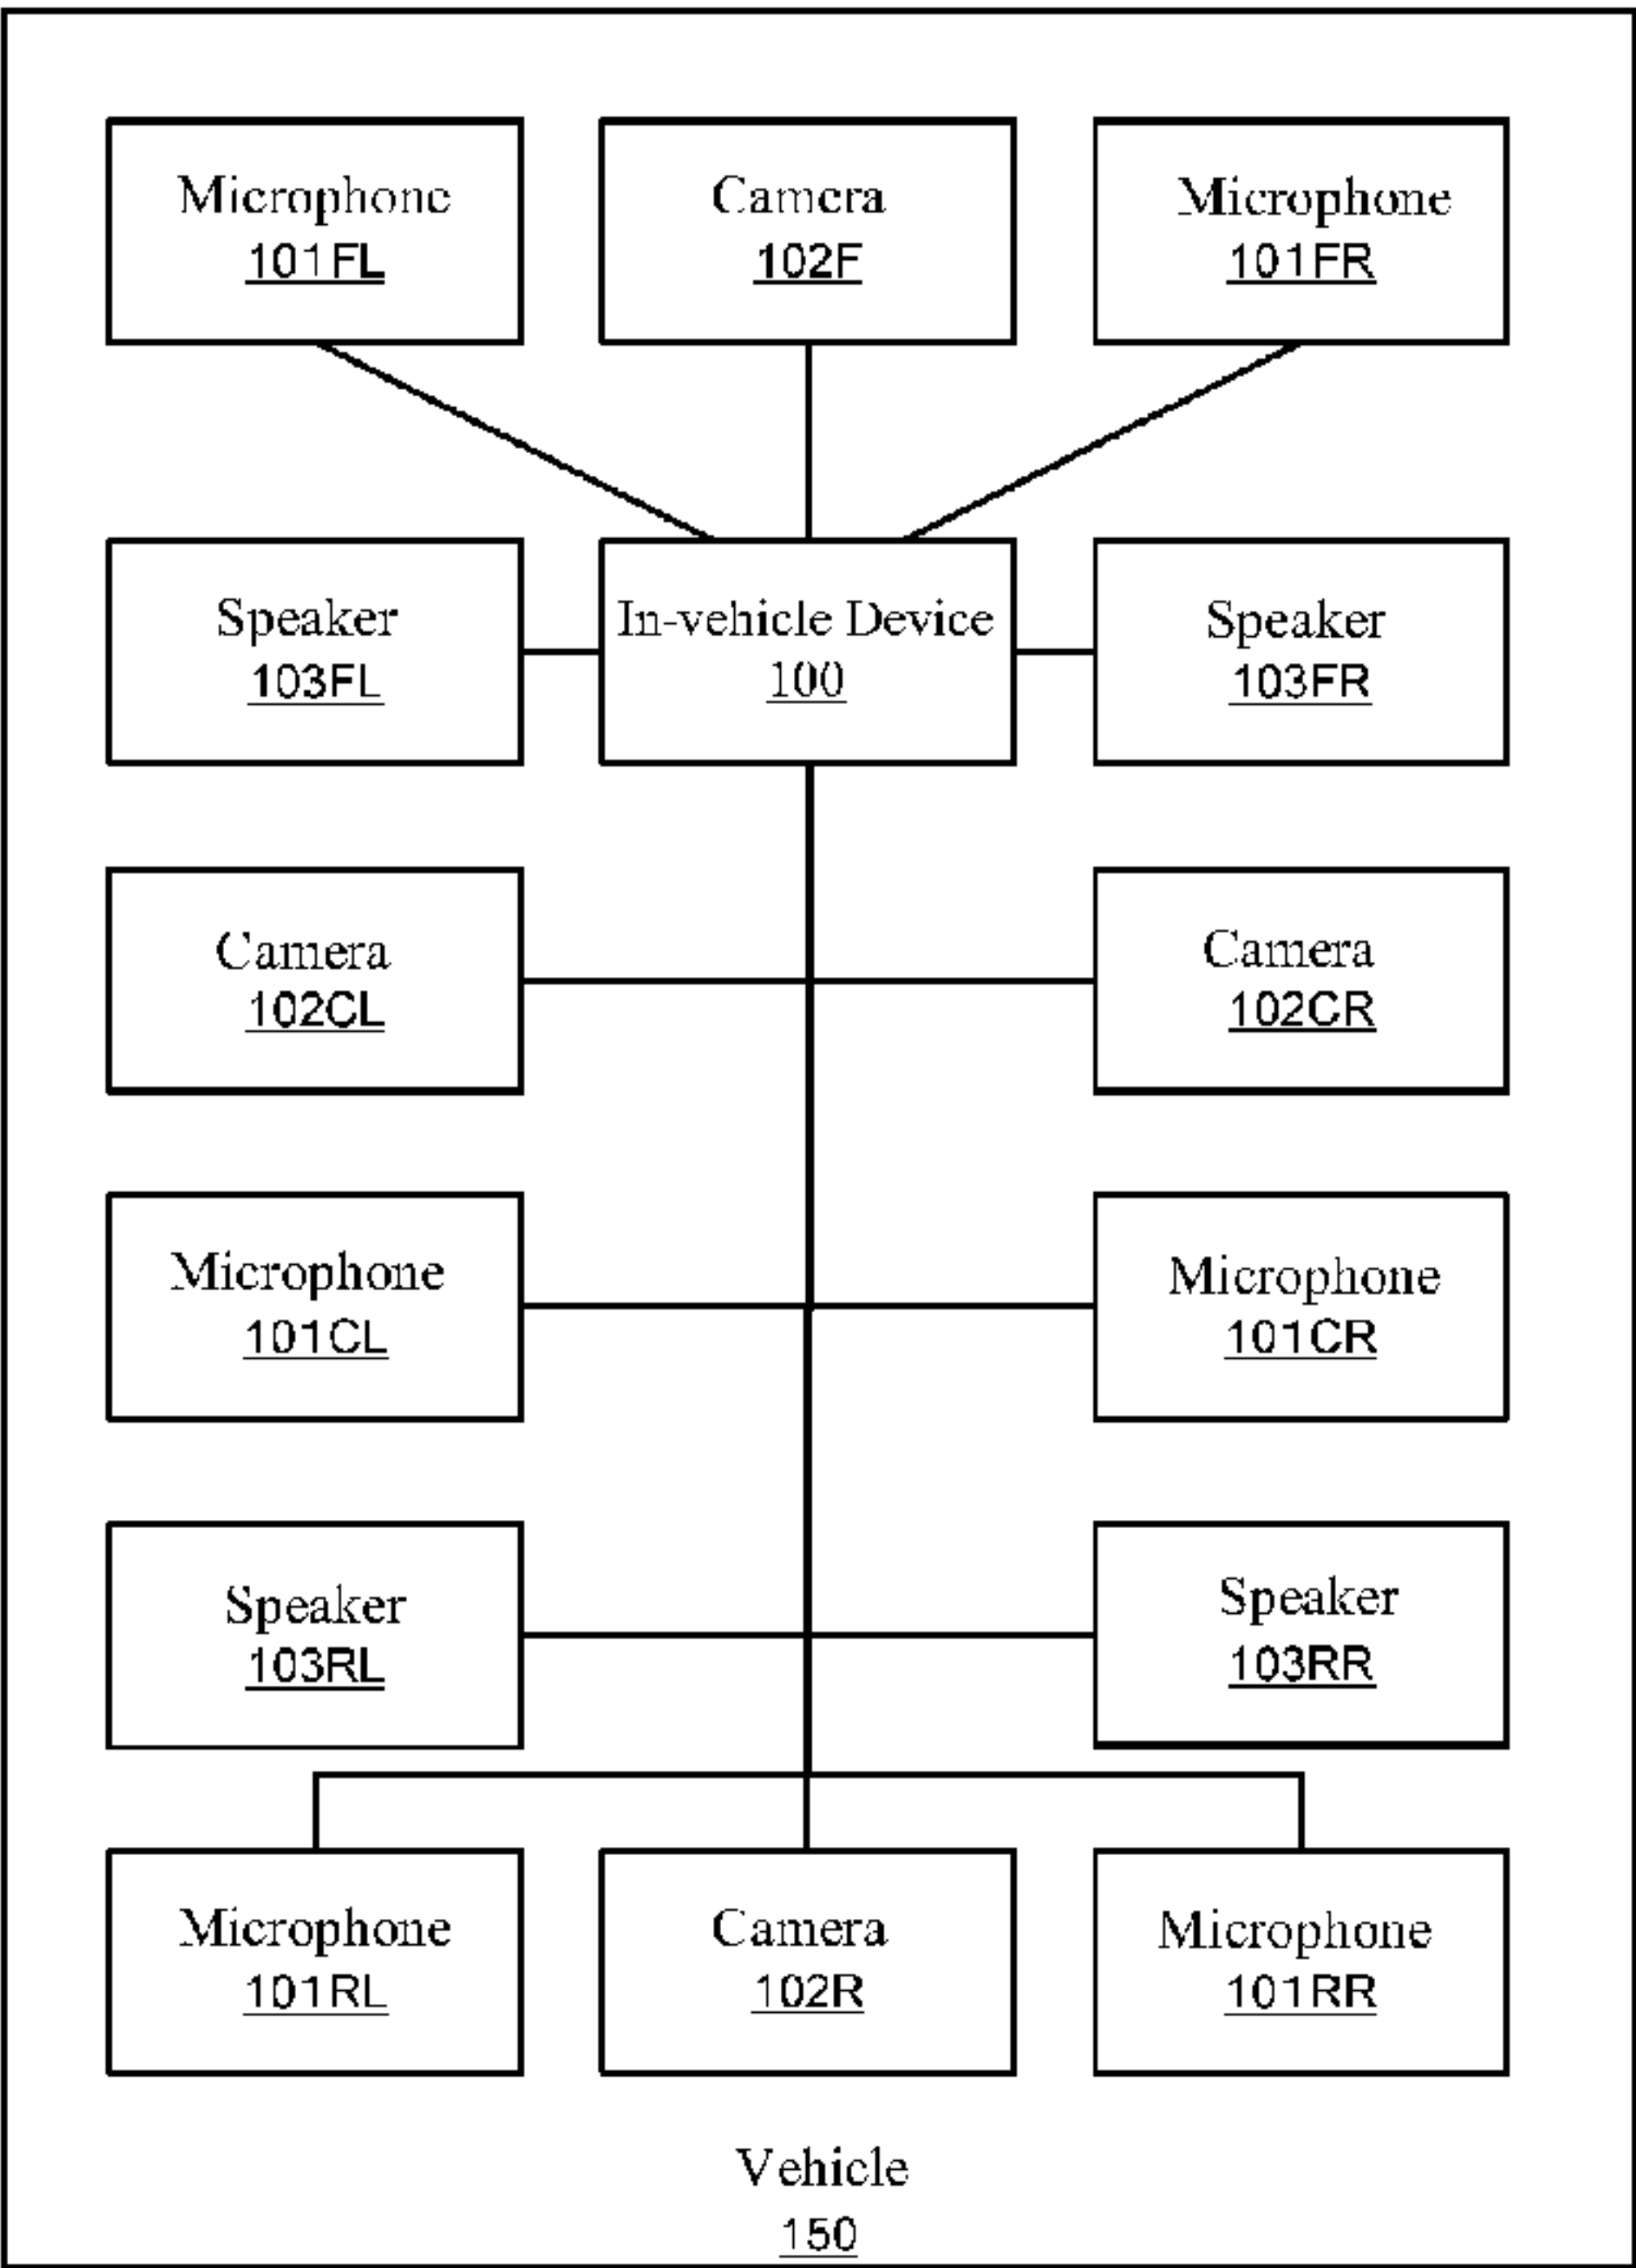 Microphone
101FL
Camera
102F
Microphone
101FR
Speaker
103FL
In-vehicle Device
100
Speaker
103FR
Camera
102CL
Camera
102CR
Microphone
101CL
Microphone
101CR
Speaker
103RL
Speaker
103RR
Microphone
101RL
Camera
102R
Microphone
101RR
Vehicle
150